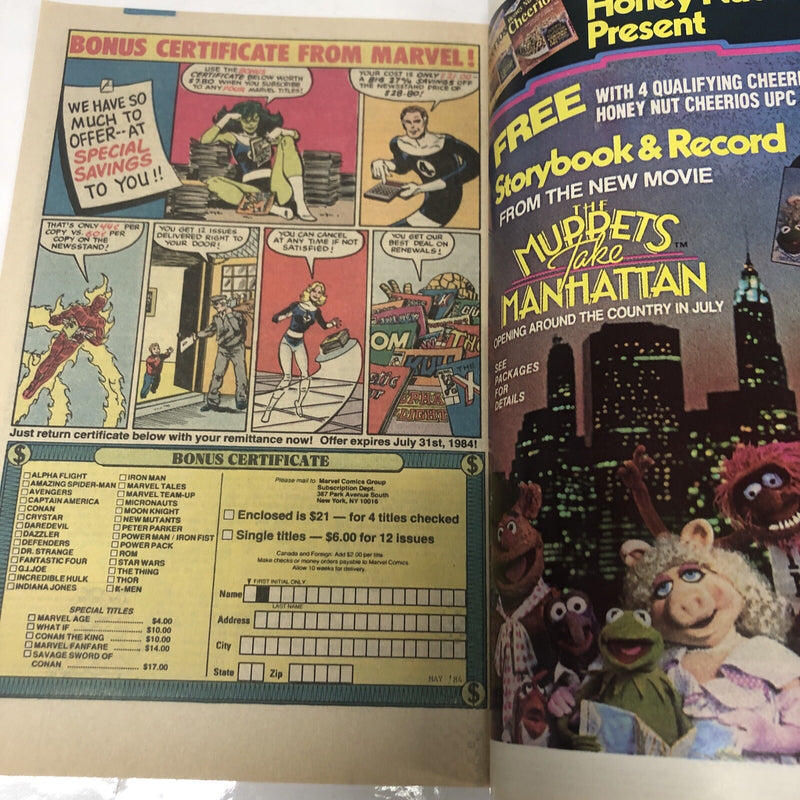 BONUS CERTIFICATE FROM MARVEL!
WE HAVE SO
MUCH TO
OFFER--AT
SPECIAL
SAVINGS
TO YOU!!
USE THE BONUS
CERTIFICATE BELOW WORTH
$7.80 WHEN YOU SUBSCRIBE
TO ANY FOUR MARVEL TITLES!
YOUR COST IS ONLY $21.00--
A BIG 27% SAVINGS OFF
THE NEWSSTAND PRICE OF
$28.80!
THAT'S ONLY 44¢ PER
COPY VS. 60¢ PER
COPY ON THE
NEWSSTAND!
YOU GET 12 ISSUES
DELIVERED RIGHT TO
YOUR DOOR!
YOU CAN CANCEL
AT ANY TIME IF NOT
SATISFIED!
YOU GET OUR
BEST DEAL ON
RENEWALS!
Just return certificate below with your remittance now! Offer expires July 31st, 1984!
$ BONUS CERTIFICATE $
ALPHA FLIGHT
AMAZING SPIDER-MAN
AVENGERS
CAPTAIN AMERICA
CONAN
CRYSTAR
DAREDEVIL
DAZZLER
DEFENDERS
DR. STRANGE
FANTASTIC FOUR
G.I.JOE
INCREDIBLE HULK
INDIANA JONES
IRON MAN
MARVEL TALES
MARVEL TEAM-UP
MICRONAUTS
MOON KNIGHT
NEW MUTANTS
PETER PARKER
POWER MAN / IRON FIST
POWER PACK
ROM
STAR WARS
THE THING
THOR
X-MEN
SPECIAL TITLES
MARVEL AGE $4.00
WHAT IF $10.00
CONAN THE KING $10.00
MARVEL FANFARE $14.00
SAVAGE SWORD OF
CONAN $17.00
Please mail to: Marvel Comics Group
Subscription Dept.
387 Park Avenue South
New York, NY 10016
Enclosed is $21 — for 4 titles checked
Single titles — $6.00 for 12 issues
Canada and Foreign: Add $2.00 per title.
Make checks or money orders payable to Marvel Comics.
Allow 10 weeks for delivery.
FIRST INITIAL ONLY
Name
LAST NAME
Address
City
State Zip
MAY '84
$ $
Cheerios
Present
FREE WITH 4 QUALIFYING
HONEY NUT CHEERIOS UPC
Storybook & Record
FROM THE NEW MOVIE
THE
MUPPETS
Take
MANHATTAN ™
OPENING AROUND THE COUNTRY IN JULY
SEE
PACKAGES
FOR
DETAILS